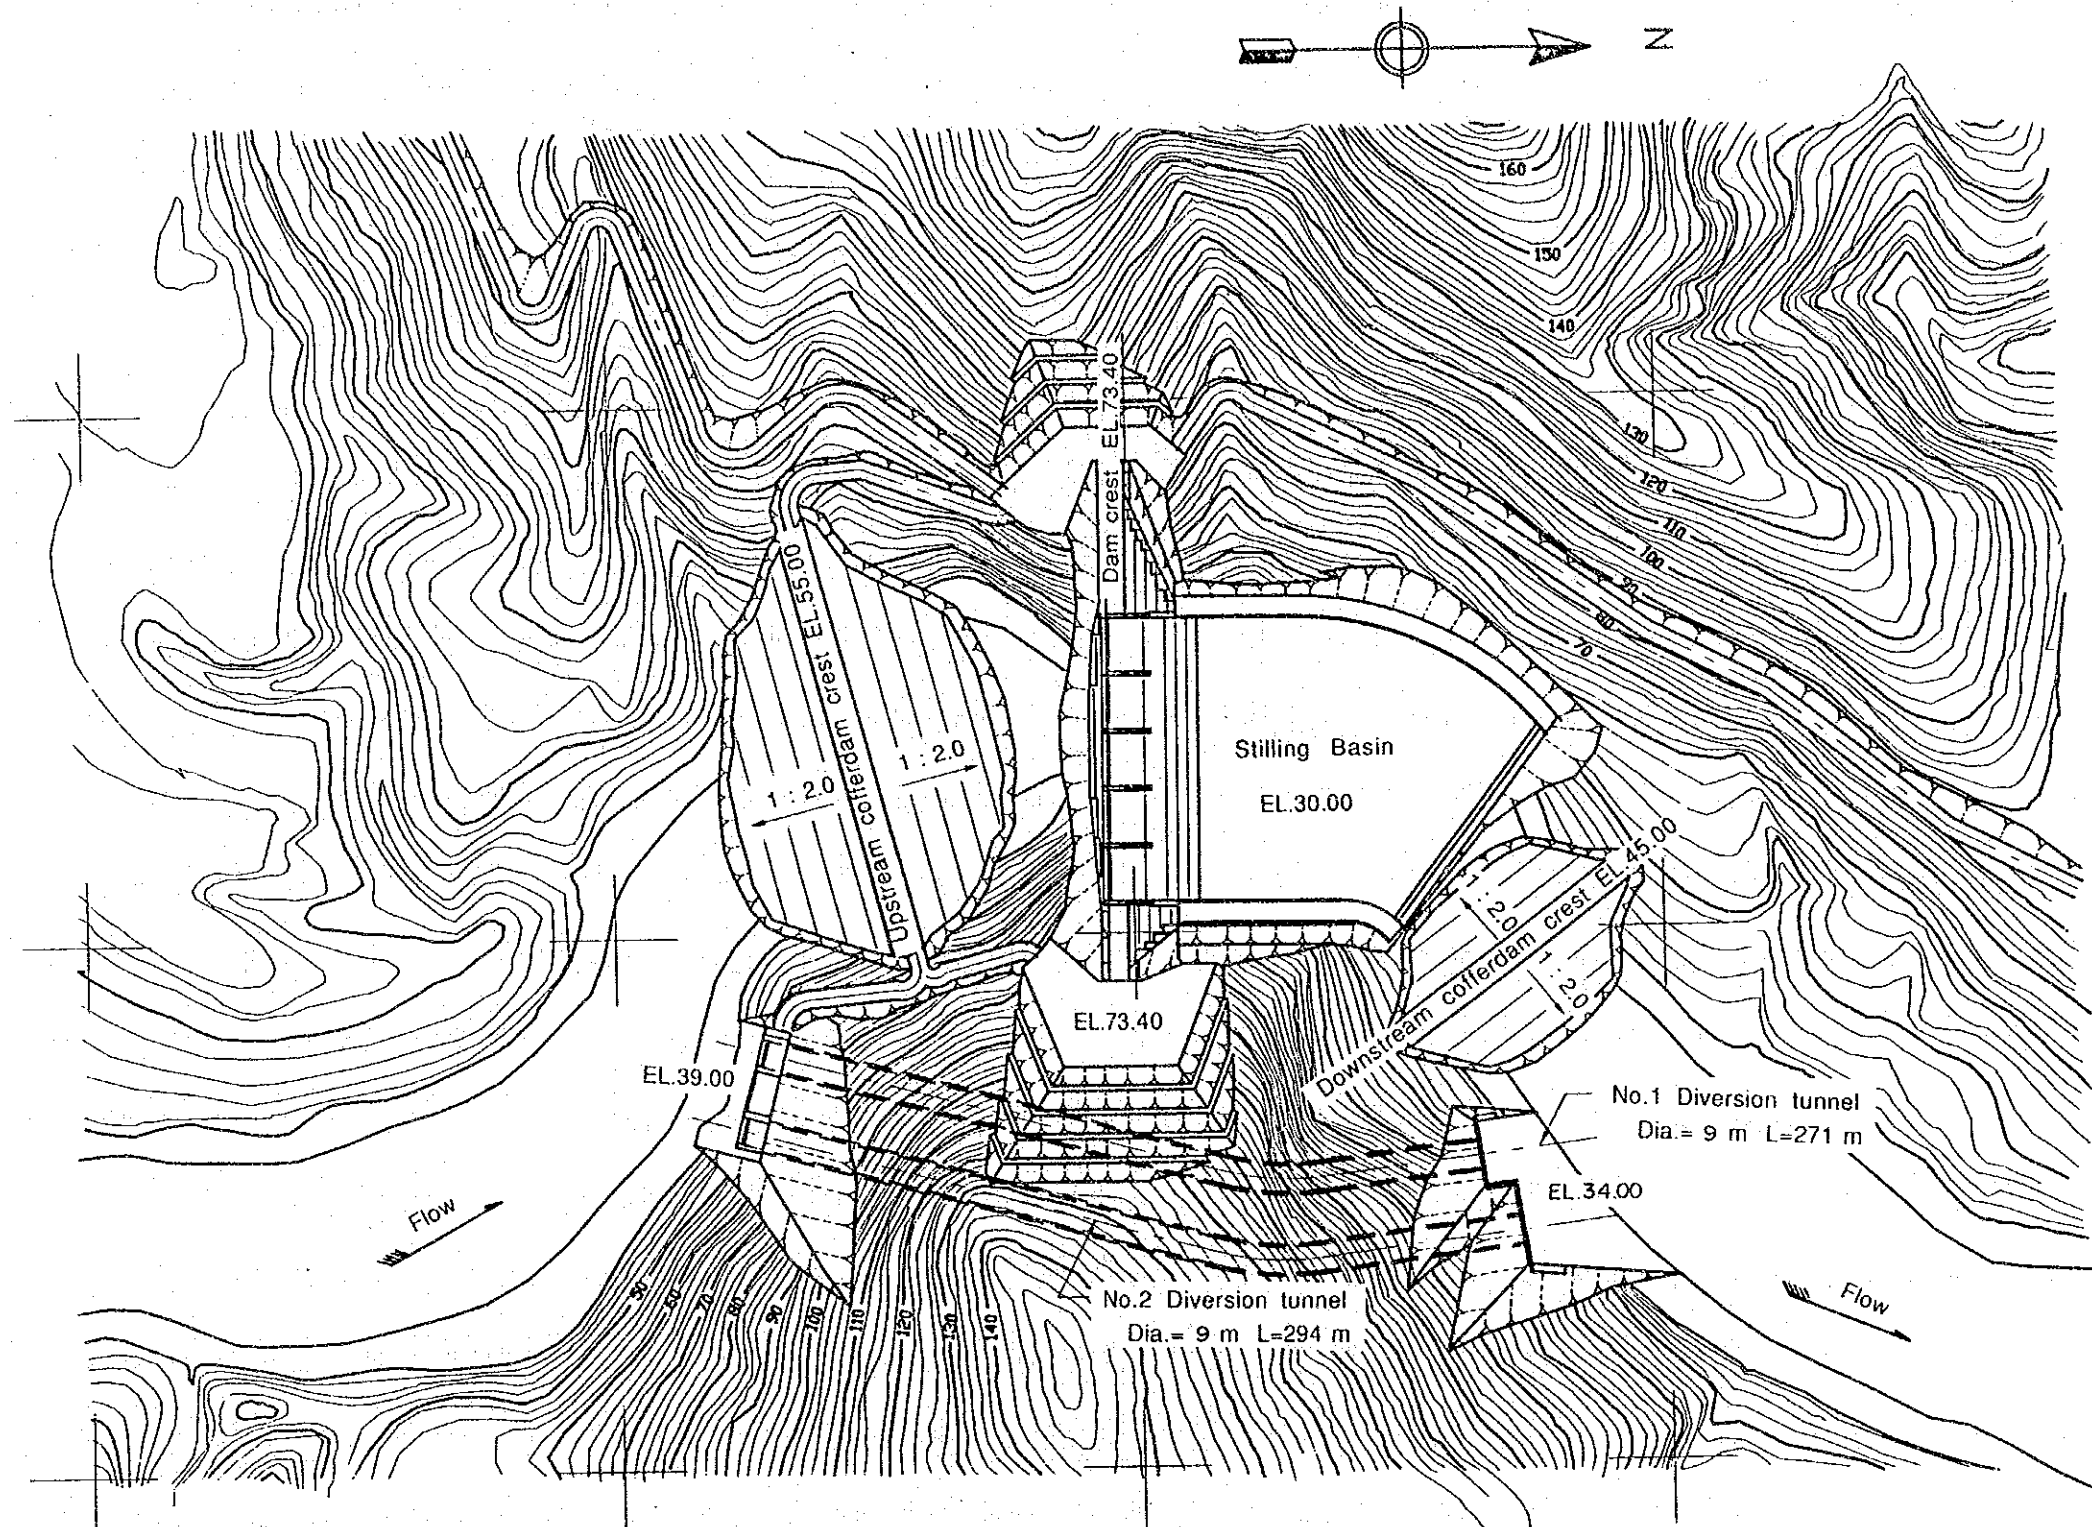 N
160
150
140
130
120
110
100
90
80
70
Dam crest EL.73.40
Upstream cofferdam crest EL.55.00
1 : 2.0
1 : 2.0
Stilling Basin
EL.30.00
Downstream cofferdam crest EL.45.00
1 : 2.0
1 : 2.0
EL.73.40
EL.39.00
No.1 Diversion tunnel
Dia.= 9 m L=271 m
EL.34.00
Flow
Flow
No.2 Diversion tunnel
Dia.= 9 m L=294 m
50
60
70
80
90
100
110
120
130
140